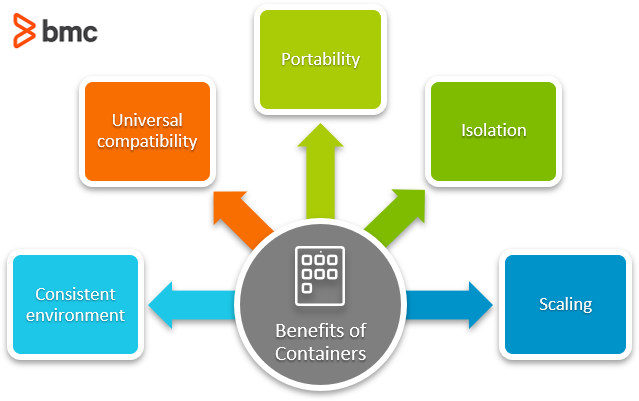 bmc
Portability
Universal
compatibility
Isolation
Consistent
environment
Scaling
Benefits of
Containers